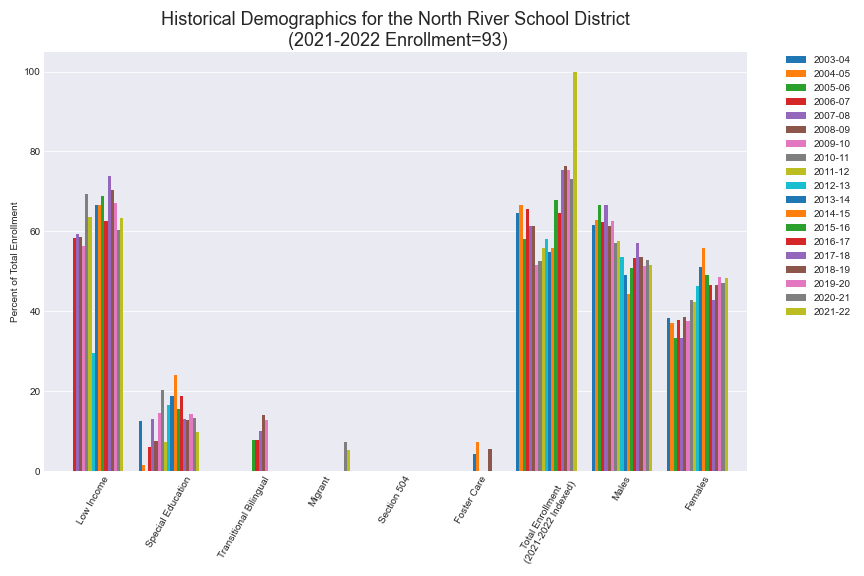 Historical Demographics for the North River School District
(2021-2022 Enrollment=93)
Percent of Total Enrollment
100
80
60
40
20
0
Low Income
Special Education
Transitional Bilingual
Migrant
Section 504
Foster Care
Total Enrollment
(2021-2022 Indexed)
Males
Females
2003-04
2004-05
2005-06
2006-07
2007-08
2008-09
2009-10
2010-11
2011-12
2012-13
2013-14
2014-15
2015-16
2016-17
2017-18
2018-19
2019-20
2020-21
2021-22